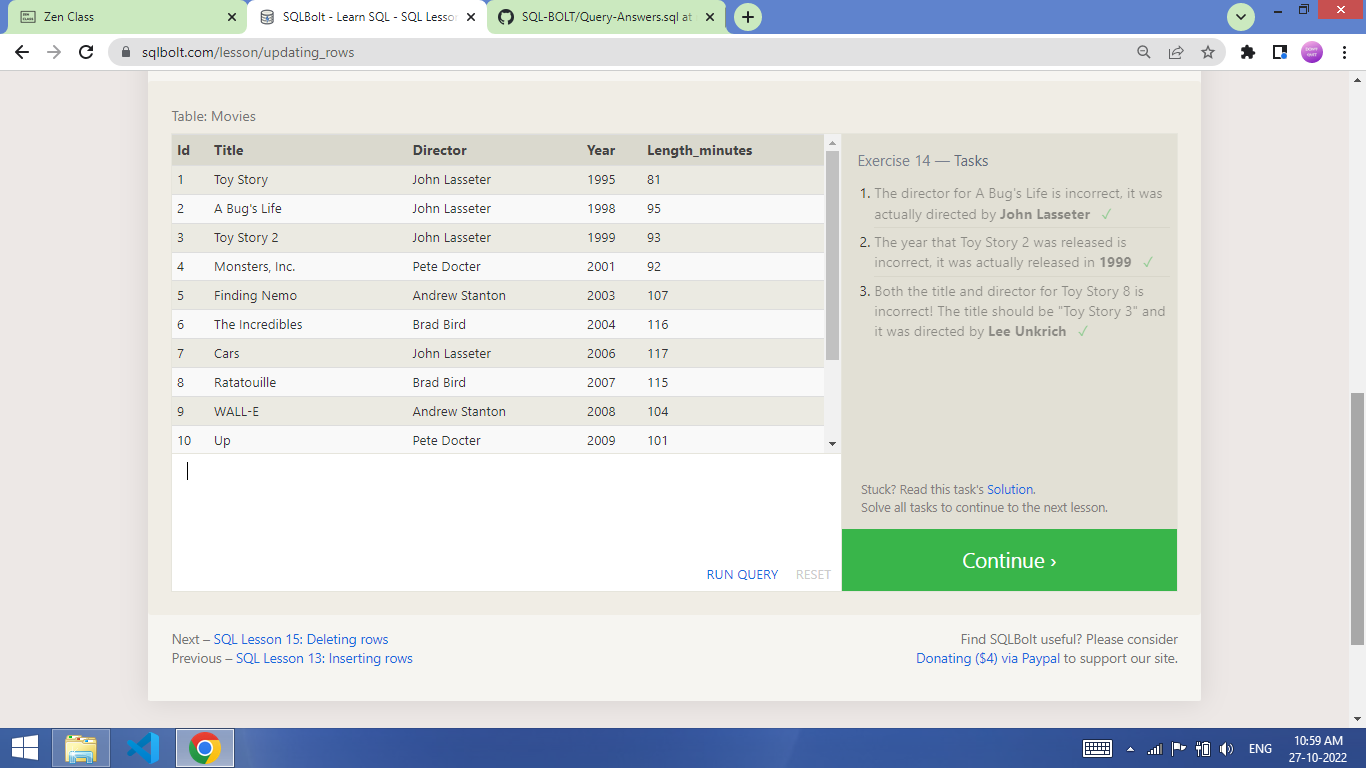 Zen Class
SQLBolt - Learn SQL - SQL Lesson
SQL-BOLT/Query-Answers.sql at
sqlbolt.com/lesson/updating_rows
Table: Movies
Id Title Director Year Length_minutes
1 Toy Story John Lasseter 1995 81
2 A Bug's Life John Lasseter 1998 95
3 Toy Story 2 John Lasseter 1999 93
4 Monsters, Inc. Pete Docter 2001 92
5 Finding Nemo Andrew Stanton 2003 107
6 The Incredibles Brad Bird 2004 116
7 Cars John Lasseter 2006 117
8 Ratatouille Brad Bird 2007 115
9 WALL-E Andrew Stanton 2008 104
10 Up Pete Docter 2009 101
RUN QUERY RESET
Exercise 14 — Tasks
1. The director for A Bug's Life is incorrect, it was
actually directed by John Lasseter ✓
2. The year that Toy Story 2 was released is
incorrect, it was actually released in 1999 ✓
3. Both the title and director for Toy Story 8 is
incorrect! The title should be "Toy Story 3" and
it was directed by Lee Unkrich ✓
Stuck? Read this task's Solution.
Solve all tasks to continue to the next lesson.
Continue ›
Next – SQL Lesson 15: Deleting rows
Previous – SQL Lesson 13: Inserting rows
Find SQLBolt useful? Please consider
Donating ($4) via Paypal to support our site.
ENG
10:59 AM
27-10-2022